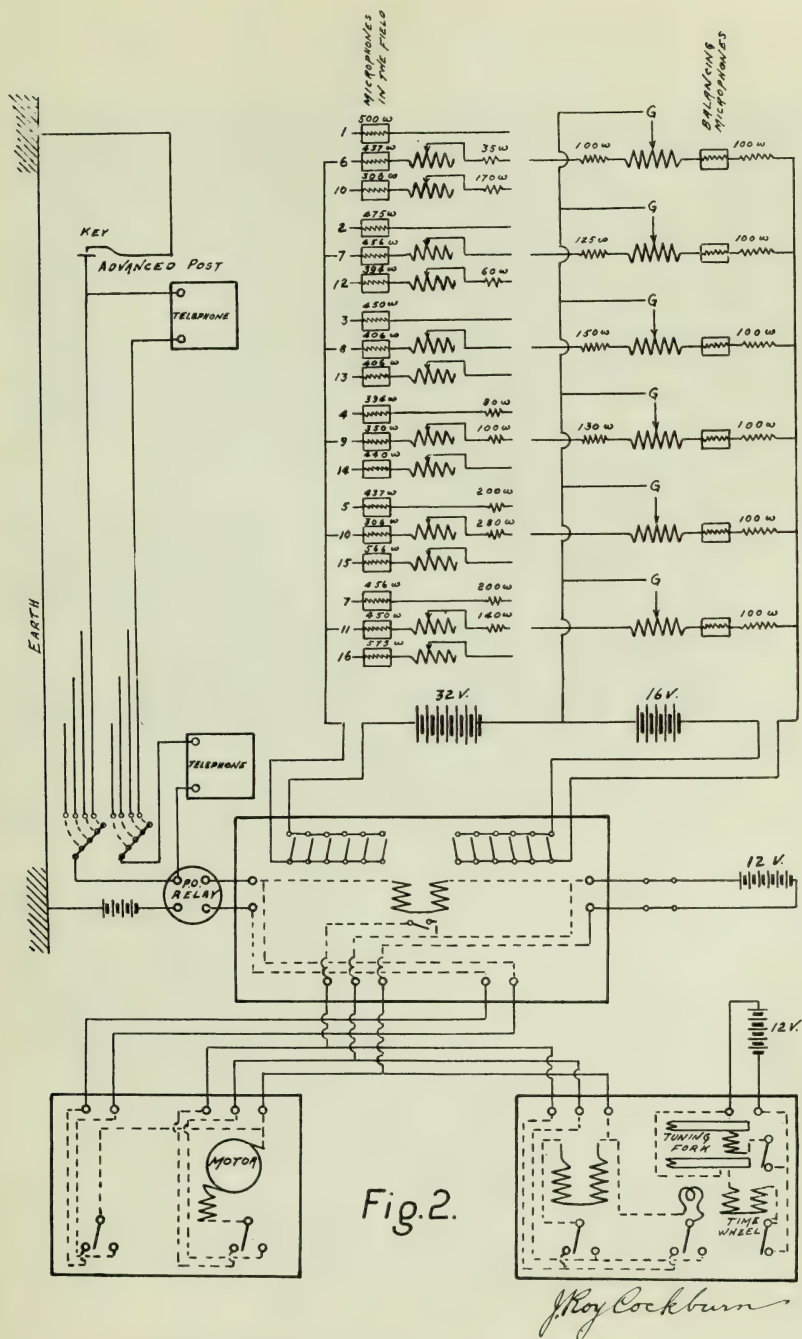 MICROPHONES
IN THE FIELD
BALANCING
MICROPHONES
500 ω
1
G
437 ω
35 ω
100 ω
100 ω
6
306 ω
170 ω
10
475 ω
2
G
456 ω
125 ω
100 ω
7
394 ω
60 ω
12
450 ω
3
G
406 ω
150 ω
100 ω
8
406 ω
13
394 ω
80 ω
4
G
350 ω
100 ω
130 ω
100 ω
9
440 ω
14
437 ω
200 ω
5
G
306 ω
280 ω
100 ω
10
566 ω
15
456 ω
200 ω
7
G
450 ω
140 ω
100 ω
11
573 ω
16
KEY
ADVANCED POST
TELEPHONE
EARTH
32 V.
16 V.
TELEPHONE
P.O.
RELAY
12 V.
12 V.
MOTOR
TUNING
FORK
TIME
WHEEL
Fig. 2.
J. Roy Cockburn